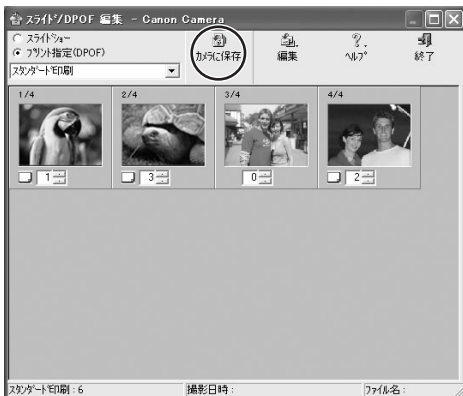 スライド/DPOF 編集 - Canon Camera
スライドショー
プリント指定(DPOF)
スタンダード印刷
カメラに保存
編集
ヘルプ
終了
1/4
2/4
3/4
4/4
1
3
0
2
スタンダード印刷 : 6
撮影日時 :
ファイル名 :